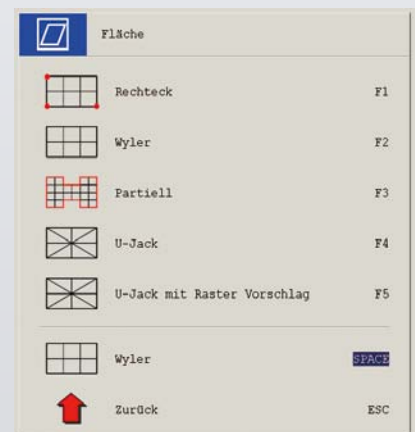 Fläche
Rechteck F1
Wyler F2
Partiell F3
U-Jack F4
U-Jack mit Raster Vorschlag F5
Wyler SPACE
Zurück ESC